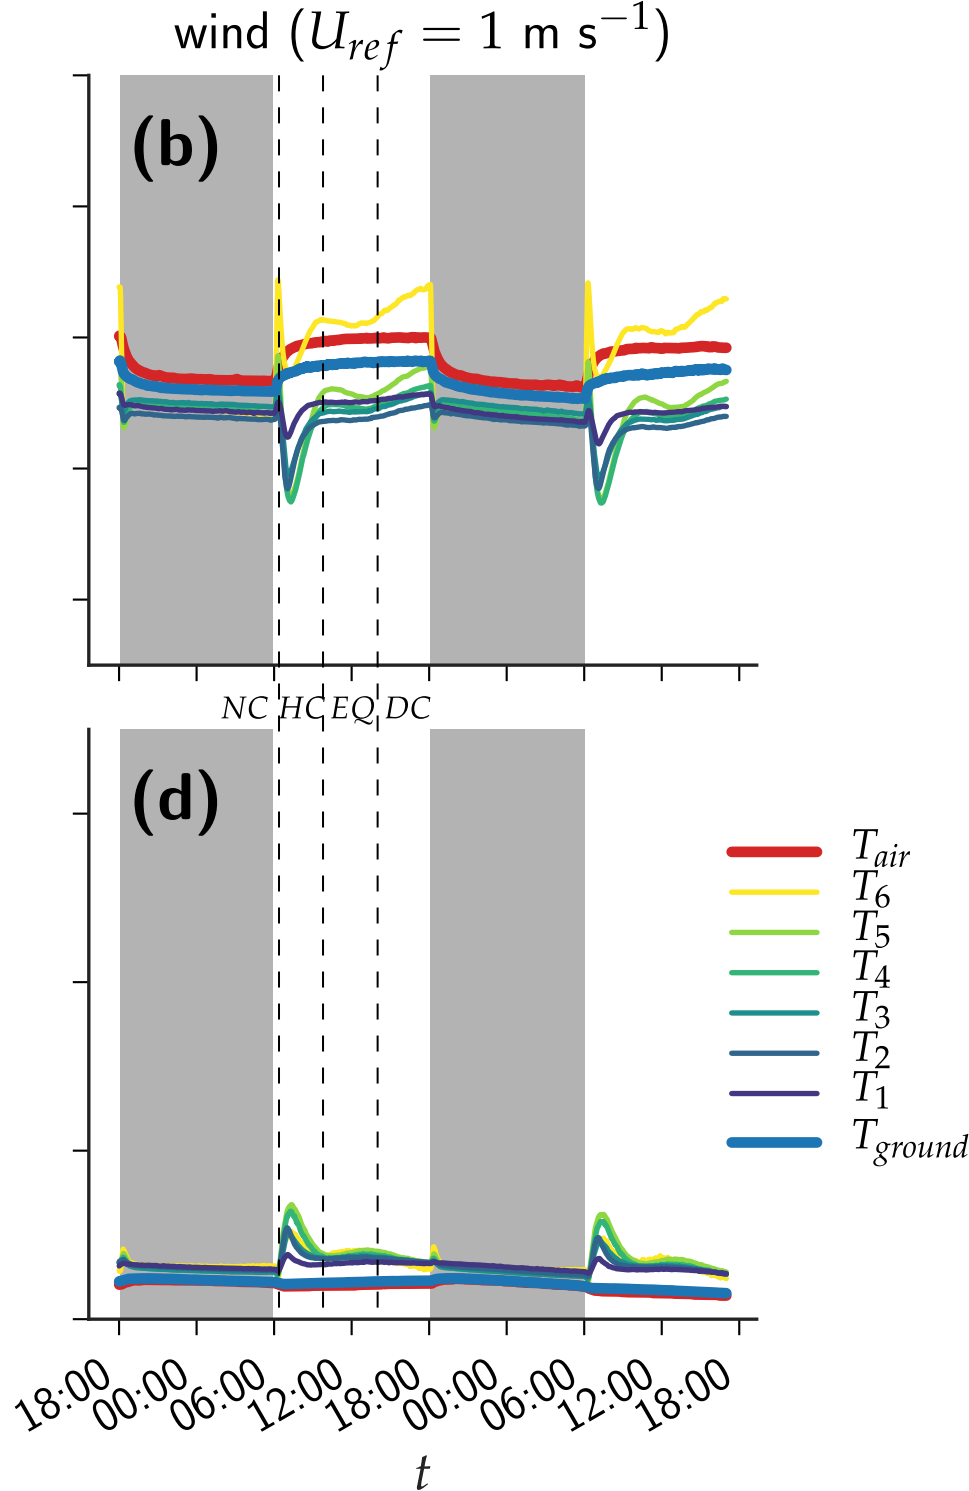 wind (U_ref = 1 m s⁻¹)
(b)
NC HC EQ DC
(d)
T_air
T_6
T_5
T_4
T_3
T_2
T_1
T_ground
18:00 00:00 06:00 12:00 18:00 00:00 06:00 12:00 18:00
t